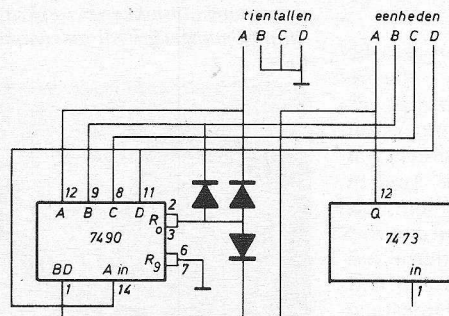 tientallen eenheden
A B C D A B C D
12 9 8 11 12
A B C D 2 Q
R0
7490 3 7473
6
BD A in R9 7 in
1 14 1